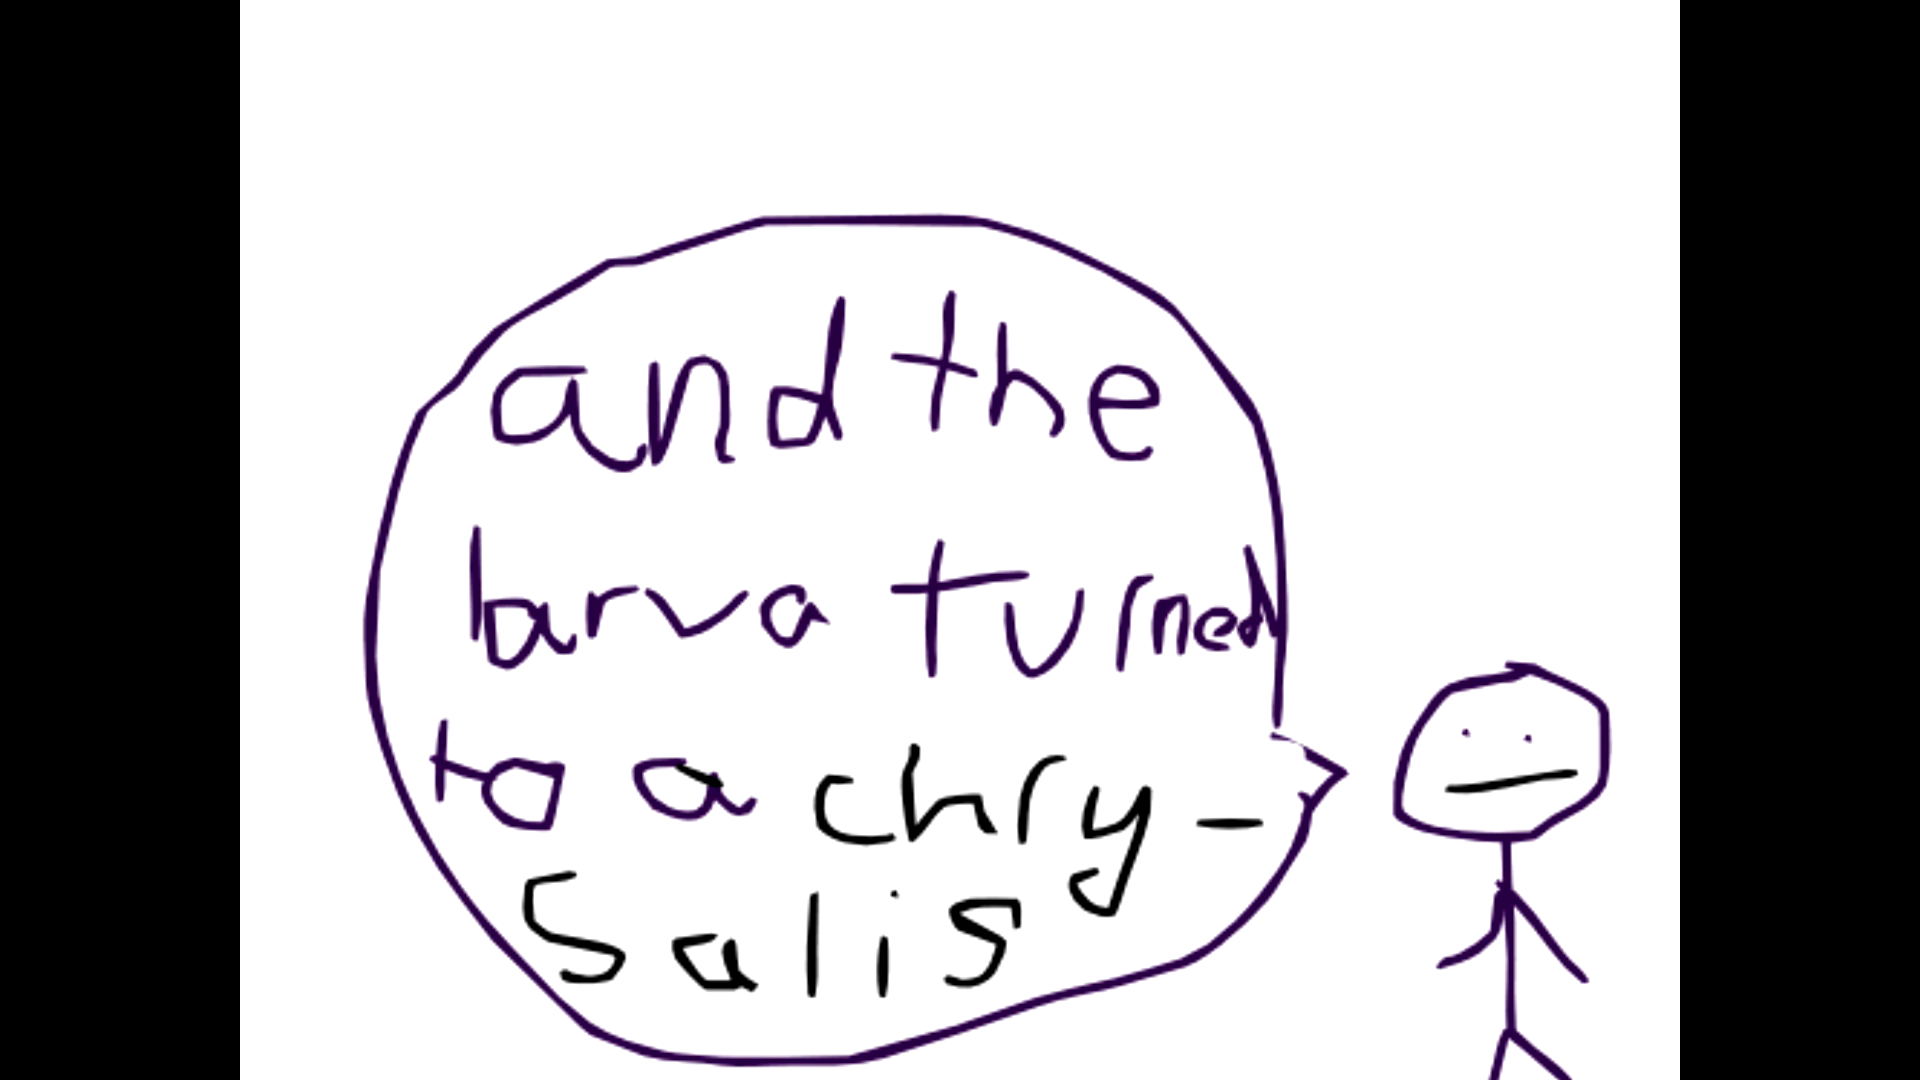 and the
larva turned
to a chry-
salis